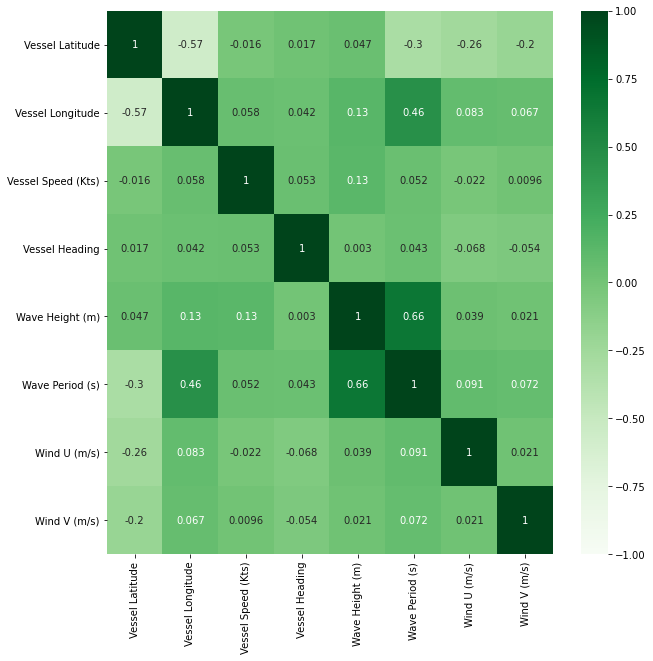 Vessel Latitude 1 -0.57 -0.016 0.017 0.047 -0.3 -0.26 -0.2
Vessel Longitude -0.57 1 0.058 0.042 0.13 0.46 0.083 0.067
Vessel Speed (Kts) -0.016 0.058 1 0.053 0.13 0.052 -0.022 0.0096
Vessel Heading 0.017 0.042 0.053 1 0.003 0.043 -0.068 -0.054
Wave Height (m) 0.047 0.13 0.13 0.003 1 0.66 0.039 0.021
Wave Period (s) -0.3 0.46 0.052 0.043 0.66 1 0.091 0.072
Wind U (m/s) -0.26 0.083 -0.022 -0.068 0.039 0.091 1 0.021
Wind V (m/s) -0.2 0.067 0.0096 -0.054 0.021 0.072 0.021 1
Vessel Latitude
Vessel Longitude
Vessel Speed (Kts)
Vessel Heading
Wave Height (m)
Wave Period (s)
Wind U (m/s)
Wind V (m/s)
1.00
0.75
0.50
0.25
0.00
−0.25
−0.50
−0.75
−1.00